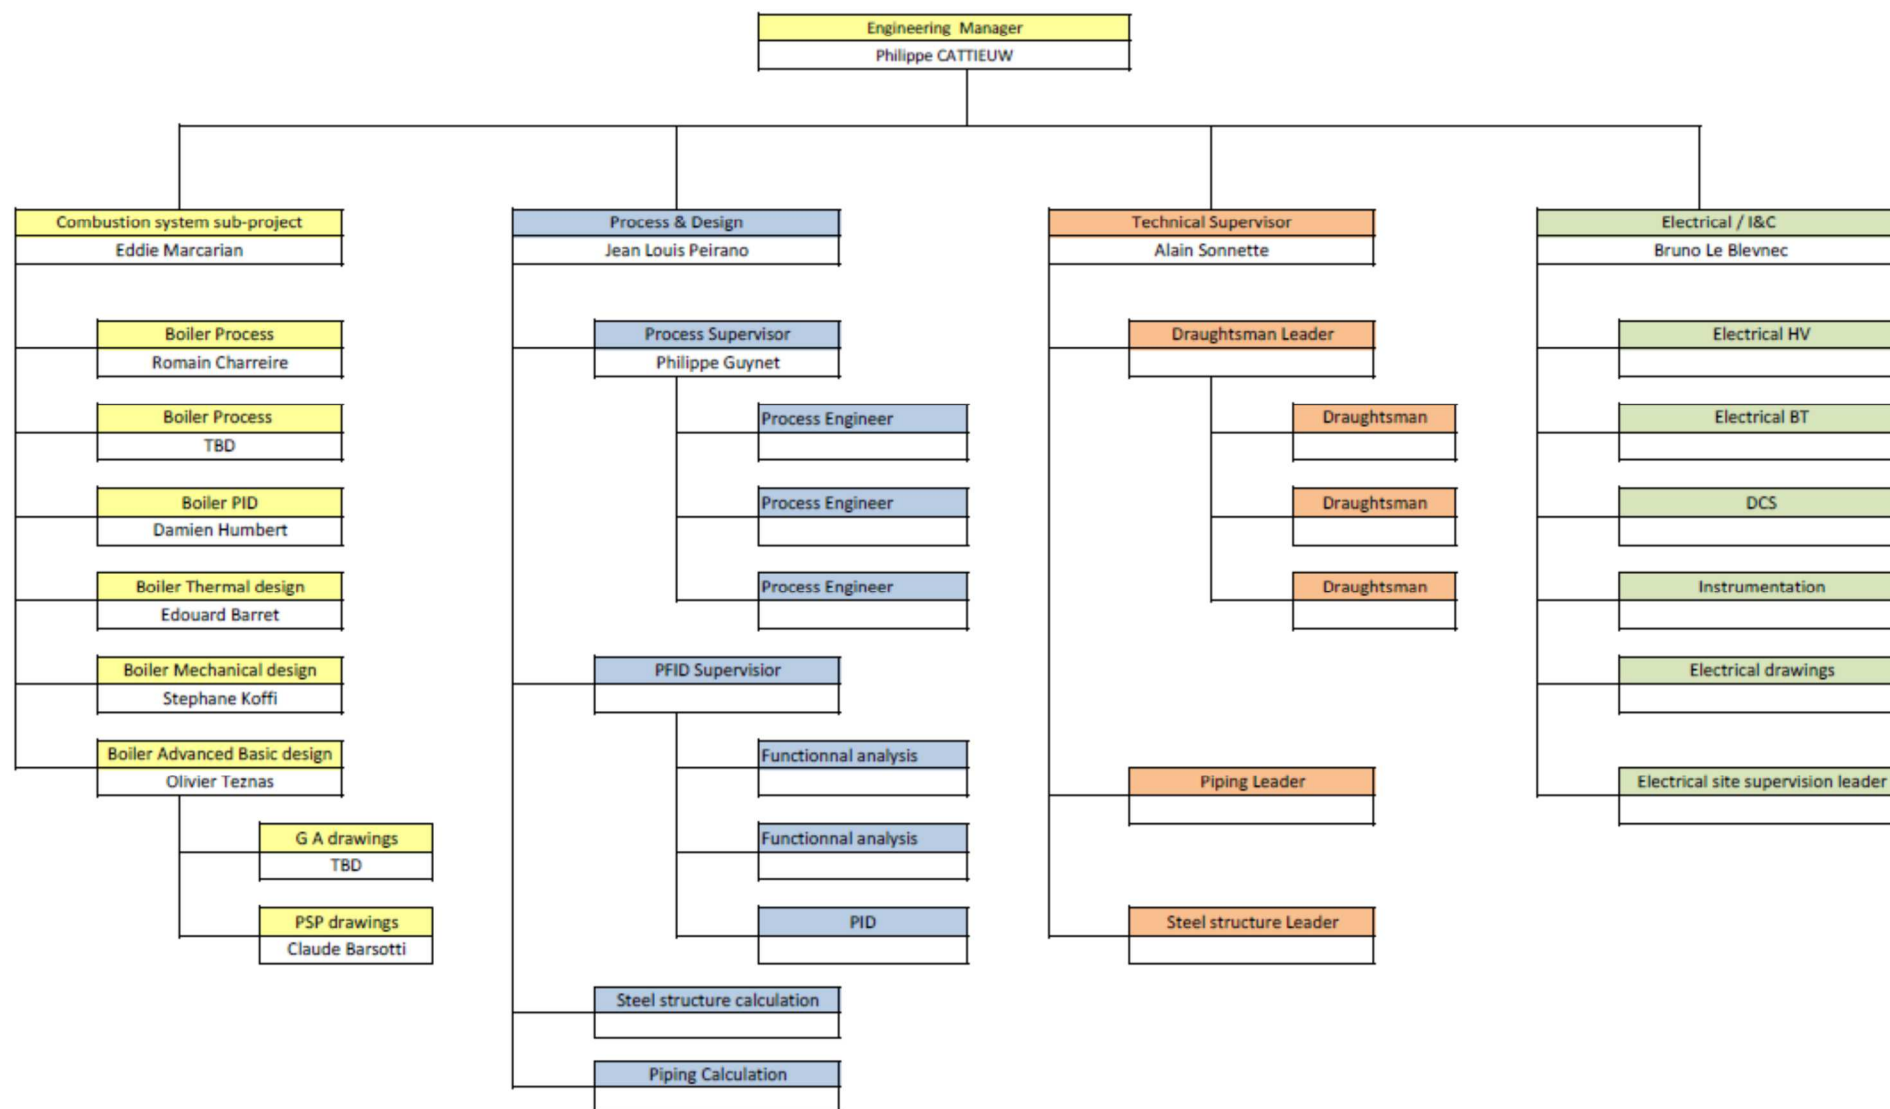 Engineering Manager
Philippe CATTIEUW
Combustion system sub-project
Eddie Marcarian
Boiler Process
Romain Charreire
Boiler Process
TBD
Boiler PID
Damien Humbert
Boiler Thermal design
Edouard Barret
Boiler Mechanical design
Stephane Koffi
Boiler Advanced Basic design
Olivier Teznas
G A drawings
TBD
PSP drawings
Claude Barsotti
Process & Design
Jean Louis Peirano
Process Supervisor
Philippe Guynet
Process Engineer
Process Engineer
Process Engineer
PFID Supervisior
Functionnal analysis
Functionnal analysis
PID
Steel structure calculation
Piping Calculation
Technical Supervisor
Alain Sonnette
Draughtsman Leader
Draughtsman
Draughtsman
Draughtsman
Piping Leader
Steel structure Leader
Electrical / I&C
Bruno Le Blevnec
Electrical HV
Electrical BT
DCS
Instrumentation
Electrical drawings
Electrical site supervision leader